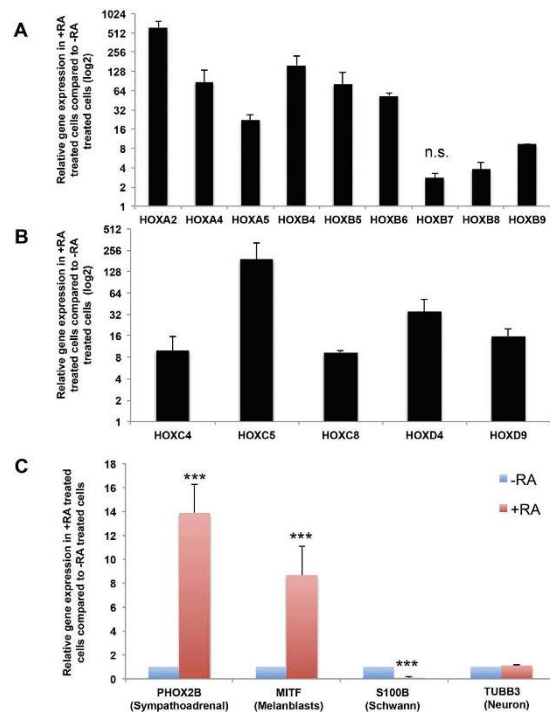 A
Relative gene expression in +RA
treated cells compared to -RA
treated cells (log2)
1024
512
256
128
64
32
16
8
4
2
1
n.s.
HOXA2 HOXA4 HOXA5 HOXB4 HOXB5 HOXB6 HOXB7 HOXB8 HOXB9
B
Relative gene expression in +RA
treated cells compared to -RA
treated cells (log2)
512
256
128
64
32
16
8
4
2
1
HOXC4 HOXC5 HOXC8 HOXD4 HOXD9
C
Relative gene expression in +RA treated
cells compared to -RA treated cells
18
16
14
12
10
8
6
4
2
0
***
***
***
-RA
+RA
PHOX2B MITF S100B TUBB3
(Sympathoadrenal) (Melanblasts) (Schwann) (Neuron)